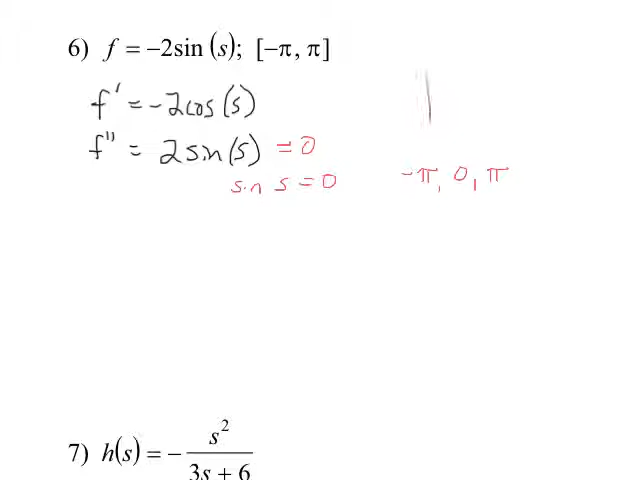 6) f = −2sin (s); [−π, π]
f' = -2cos(s)
f" = 2sin(s) = 0
sin s = 0 -π, 0, π
7) h(s) = − s² / 3s + 6